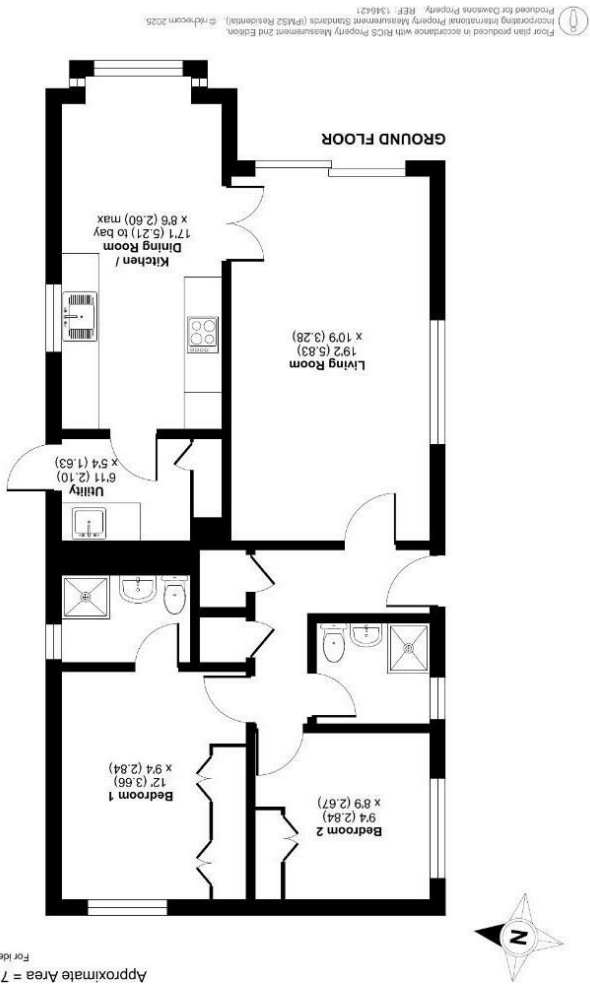 Approximate Area = 7
For ide
N
Bedroom 2
9'4 (2.84)
x 8'9 (2.67)
Bedroom 1
12' (3.66)
x 9'4 (2.84)
Utility
6'11 (2.10)
x 5'4 (1.63)
Living Room
19'2 (5.83)
x 10'9 (3.28)
Kitchen /
Dining Room
17'1 (5.21) to bay
x 8'6 (2.60) max
GROUND FLOOR
Floor plan produced in accordance with RICS Property Measurement 2nd Edition,
Incorporating International Property Measurement Standards (IPMS2 Residential). © nichecom 2025.
Produced for Dawsons Property. REF: 1346421